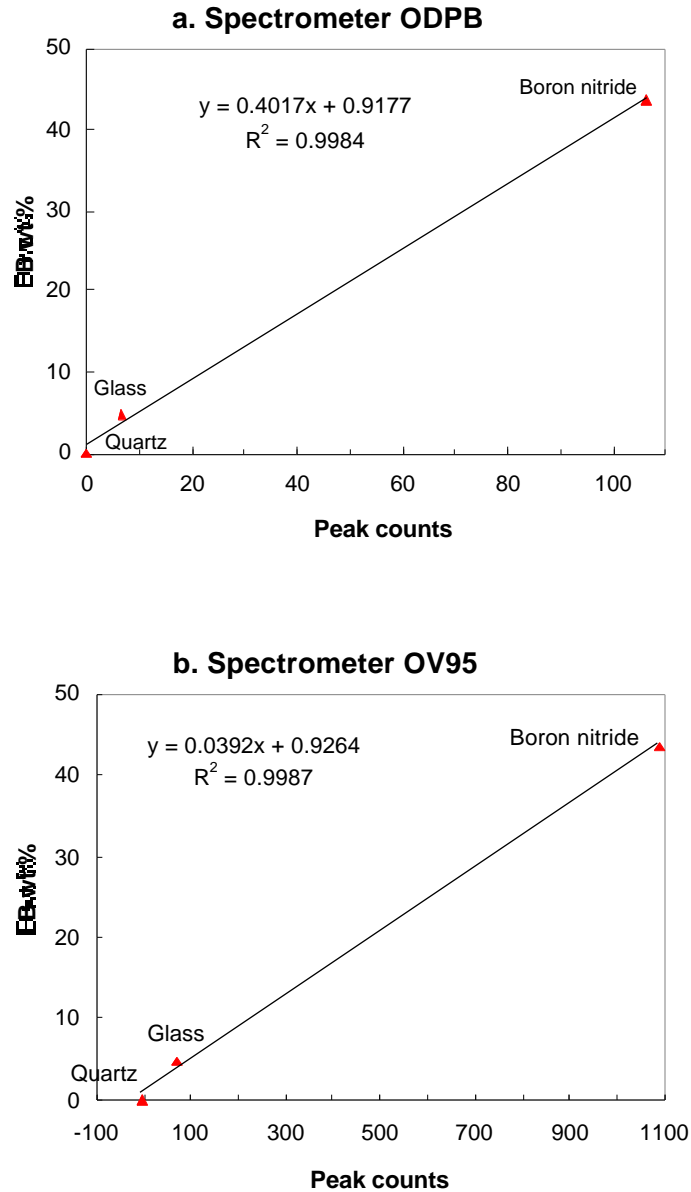 a. Spectrometer ODPB
50
y = 0.4017x + 0.9177
R² = 0.9984
Boron nitride
40
30
20
10
Glass
Quartz
0
0 20 40 60 80 100
Peak counts
b. Spectrometer OV95
50
y = 0.0392x + 0.9264
R² = 0.9987
Boron nitride
40
30
20
10
Glass
Quartz
0
-100 100 300 500 700 900 1100
Peak counts